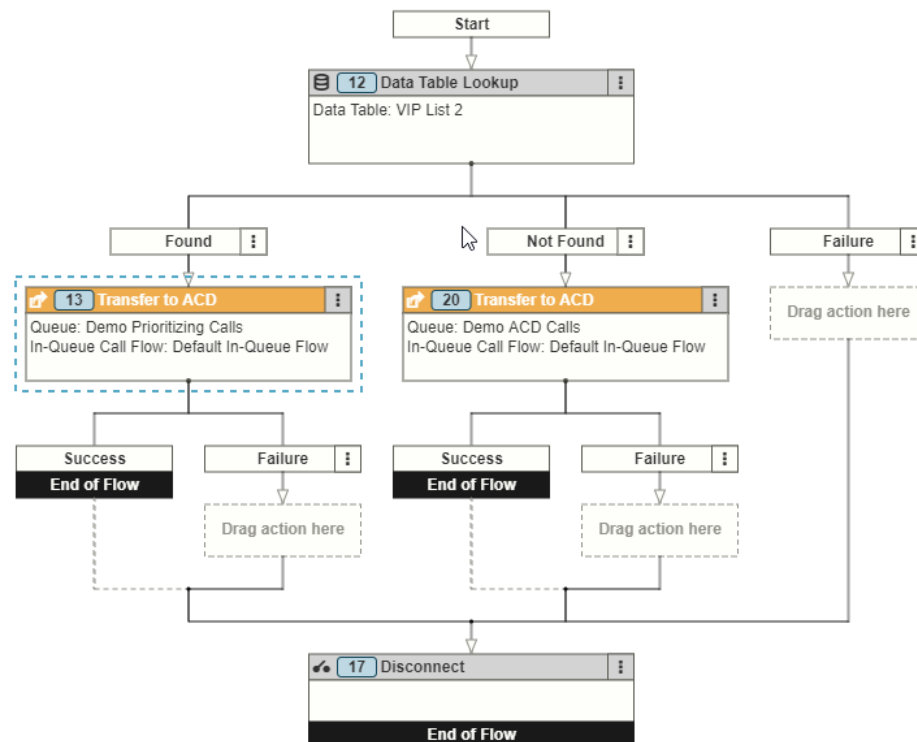 Start
12 Data Table Lookup
Data Table: VIP List 2
Found
Not Found
Failure
13 Transfer to ACD
Queue: Demo Prioritizing Calls
In-Queue Call Flow: Default In-Queue Flow
20 Transfer to ACD
Queue: Demo ACD Calls
In-Queue Call Flow: Default In-Queue Flow
Drag action here
Success
End of Flow
Failure
Drag action here
Success
End of Flow
Failure
Drag action here
17 Disconnect
End of Flow